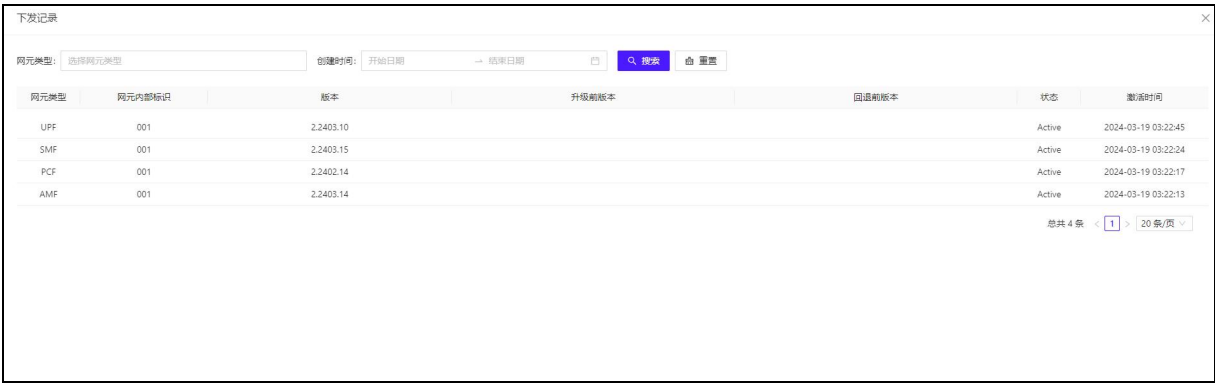 下发记录
网元类型: 选择网元类型 创建时间: 开始日期 → 结束日期 搜索 重置
网元类型 网元内部标识 版本 升级前版本 回退前版本 状态 激活时间
UPF 001 2.2403.10 Active 2024-03-19 03:22:45
SMF 001 2.2403.15 Active 2024-03-19 03:22:24
PCF 001 2.2402.14 Active 2024-03-19 03:22:17
AMF 001 2.2403.14 Active 2024-03-19 03:22:13
总共 4 条 < 1 > 20 条/页